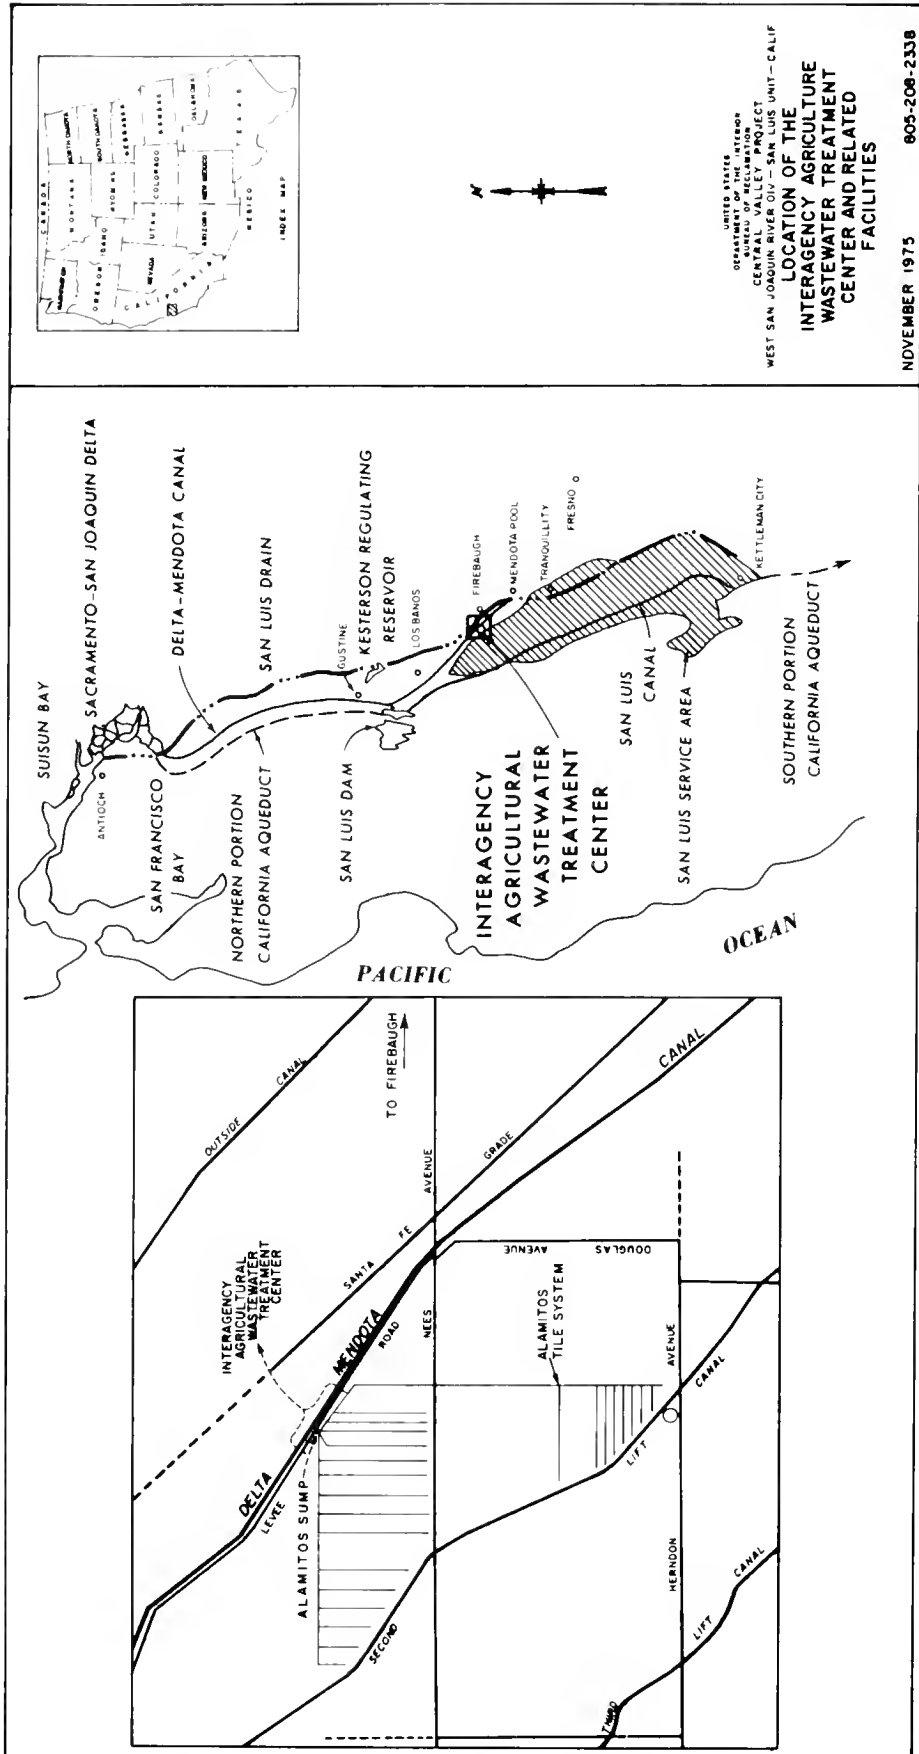 CANADA
WASHINGTON
MONTANA
NORTH DAKOTA
SOUTH DAKOTA
OREGON
IDAHO
WYOMING
NEBRASKA
NEVADA
UTAH
COLORADO
KANSAS
CALIFORNIA
ARIZONA
NEW MEXICO
OKLAHOMA
TEXAS
MEXICO
INDEX MAP
N
UNITED STATES
DEPARTMENT OF THE INTERIOR
BUREAU OF RECLAMATION
CENTRAL VALLEY PROJECT
WEST SAN JOAQUIN RIVER DIV – SAN LUIS UNIT – CALIF
LOCATION OF THE
INTERAGENCY AGRICULTURE
WASTEWATER TREATMENT
CENTER AND RELATED
FACILITIES
NOVEMBER 1975
805-208-2338
SUISUN BAY
SACRAMENTO-SAN JOAQUIN DELTA
ANTIOCH
DELTA-MENDOTA CANAL
SAN FRANCISCO
BAY
SAN LUIS DRAIN
NORTHERN PORTION
CALIFORNIA AQUEDUCT
GUSTINE
KESTERSON REGULATING
RESERVOIR
SAN LUIS DAM
LOS BANOS
FIREBAUGH
MENDOTA POOL
TRANQUILLITY
FRESNO
INTERAGENCY
AGRICULTURAL
WASTEWATER
TREATMENT
CENTER
SAN LUIS
CANAL
SAN LUIS SERVICE AREA
KETTLEMAN CITY
SOUTHERN PORTION
CALIFORNIA AQUEDUCT
PACIFIC
OCEAN
OUTSIDE
CANAL
TO FIREBAUGH
INTERAGENCY
AGRICULTURAL
WASTEWATER
TREATMENT
CENTER
SANTA
FE
GRADE
DELTA
MENDOTA
CANAL
LEVEE
ROAD
ALAMITOS SUMP
NEES
AVENUE
DOUGLAS
AVENUE
ALAMITOS
TILE SYSTEM
SECOND
LIFT
CANAL
HERNDON
AVENUE
THIRD
LIFT
CANAL